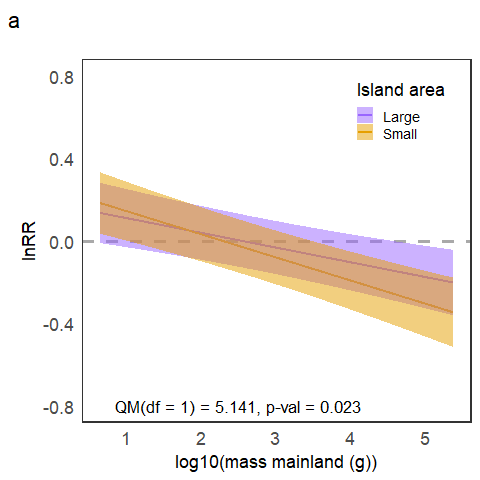 a
Island area
Large
Small
0.8
0.4
0.0
-0.4
-0.8
lnRR
QM(df = 1) = 5.141, p-val = 0.023
1 2 3 4 5
log10(mass mainland (g))